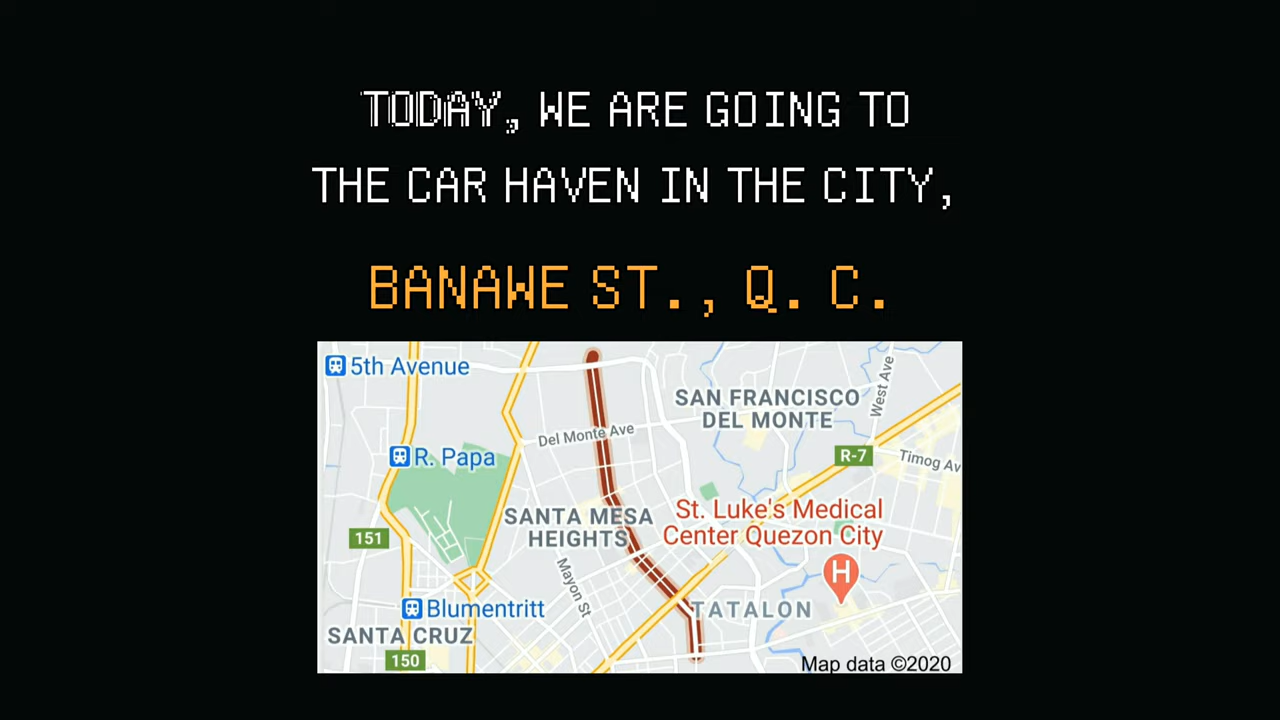 TODAY, WE ARE GOING TO
THE CAR HAVEN IN THE CITY,
BANAWE ST., Q. C.
5th Avenue
SAN FRANCISCO
DEL MONTE
West Ave
Del Monte Ave
R. Papa
R-7
Timog Av
SANTA MESA
HEIGHTS
St. Luke's Medical
Center Quezon City
151
H
Mayon St
Blumentritt
TATALON
SANTA CRUZ
150
Map data ©2020